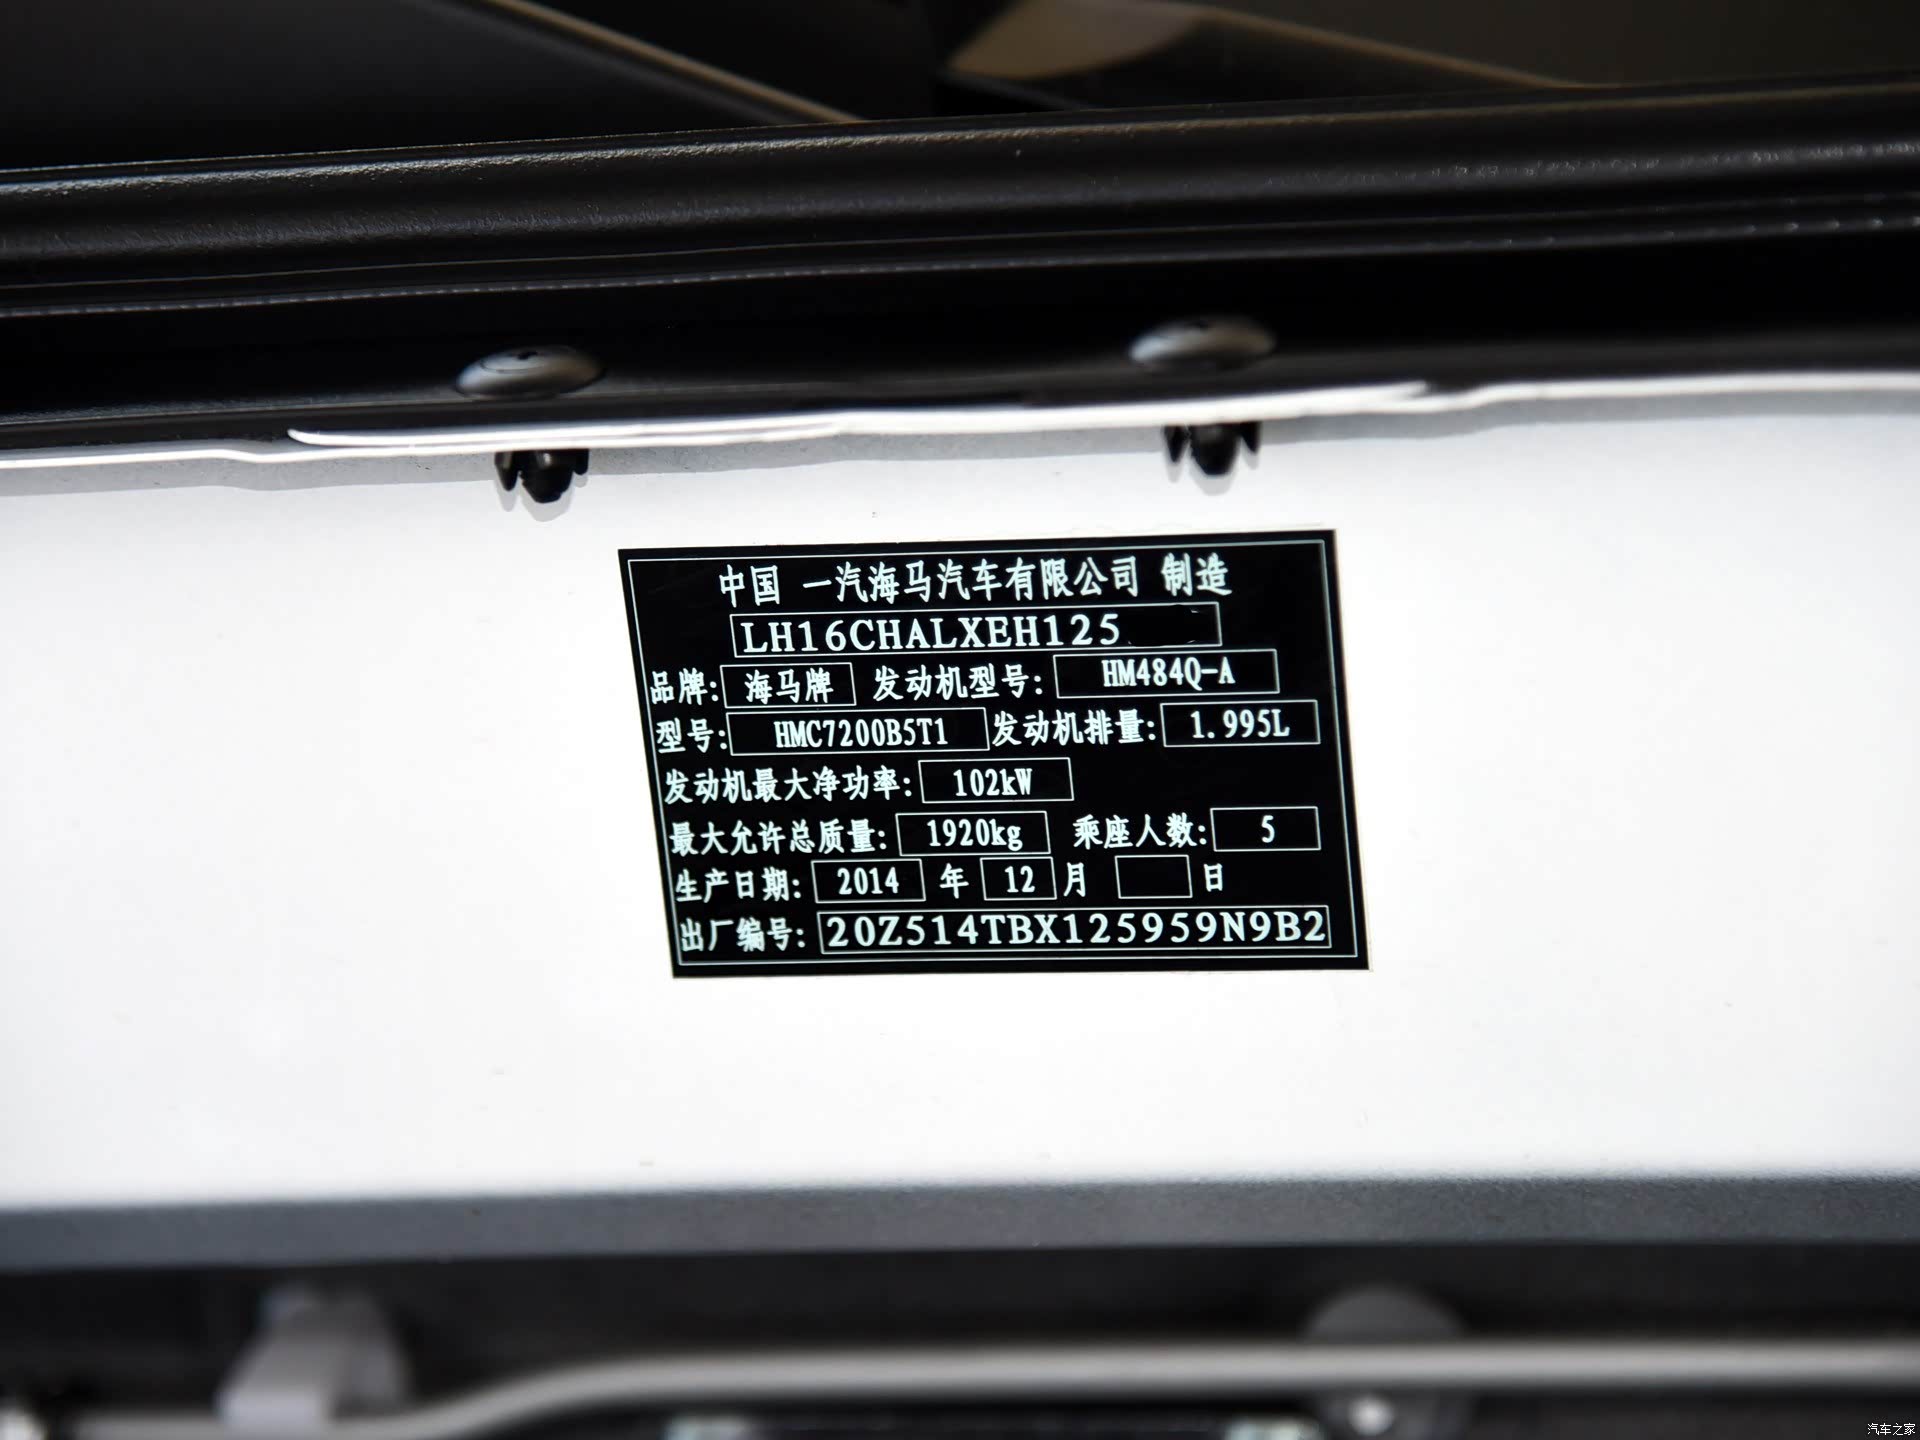 中国 一汽海马汽车有限公司 制造
LH16CHALXEH125
品牌: 海马牌 发动机型号: HM484Q-A
型号: HMC7200B5T1 发动机排量: 1.995L
发动机最大净功率: 102kW
最大允许总质量: 1920kg 乘座人数: 5
生产日期: 2014 年 12 月 日
出厂编号: 20Z514TBX125959N9B2
汽车之家